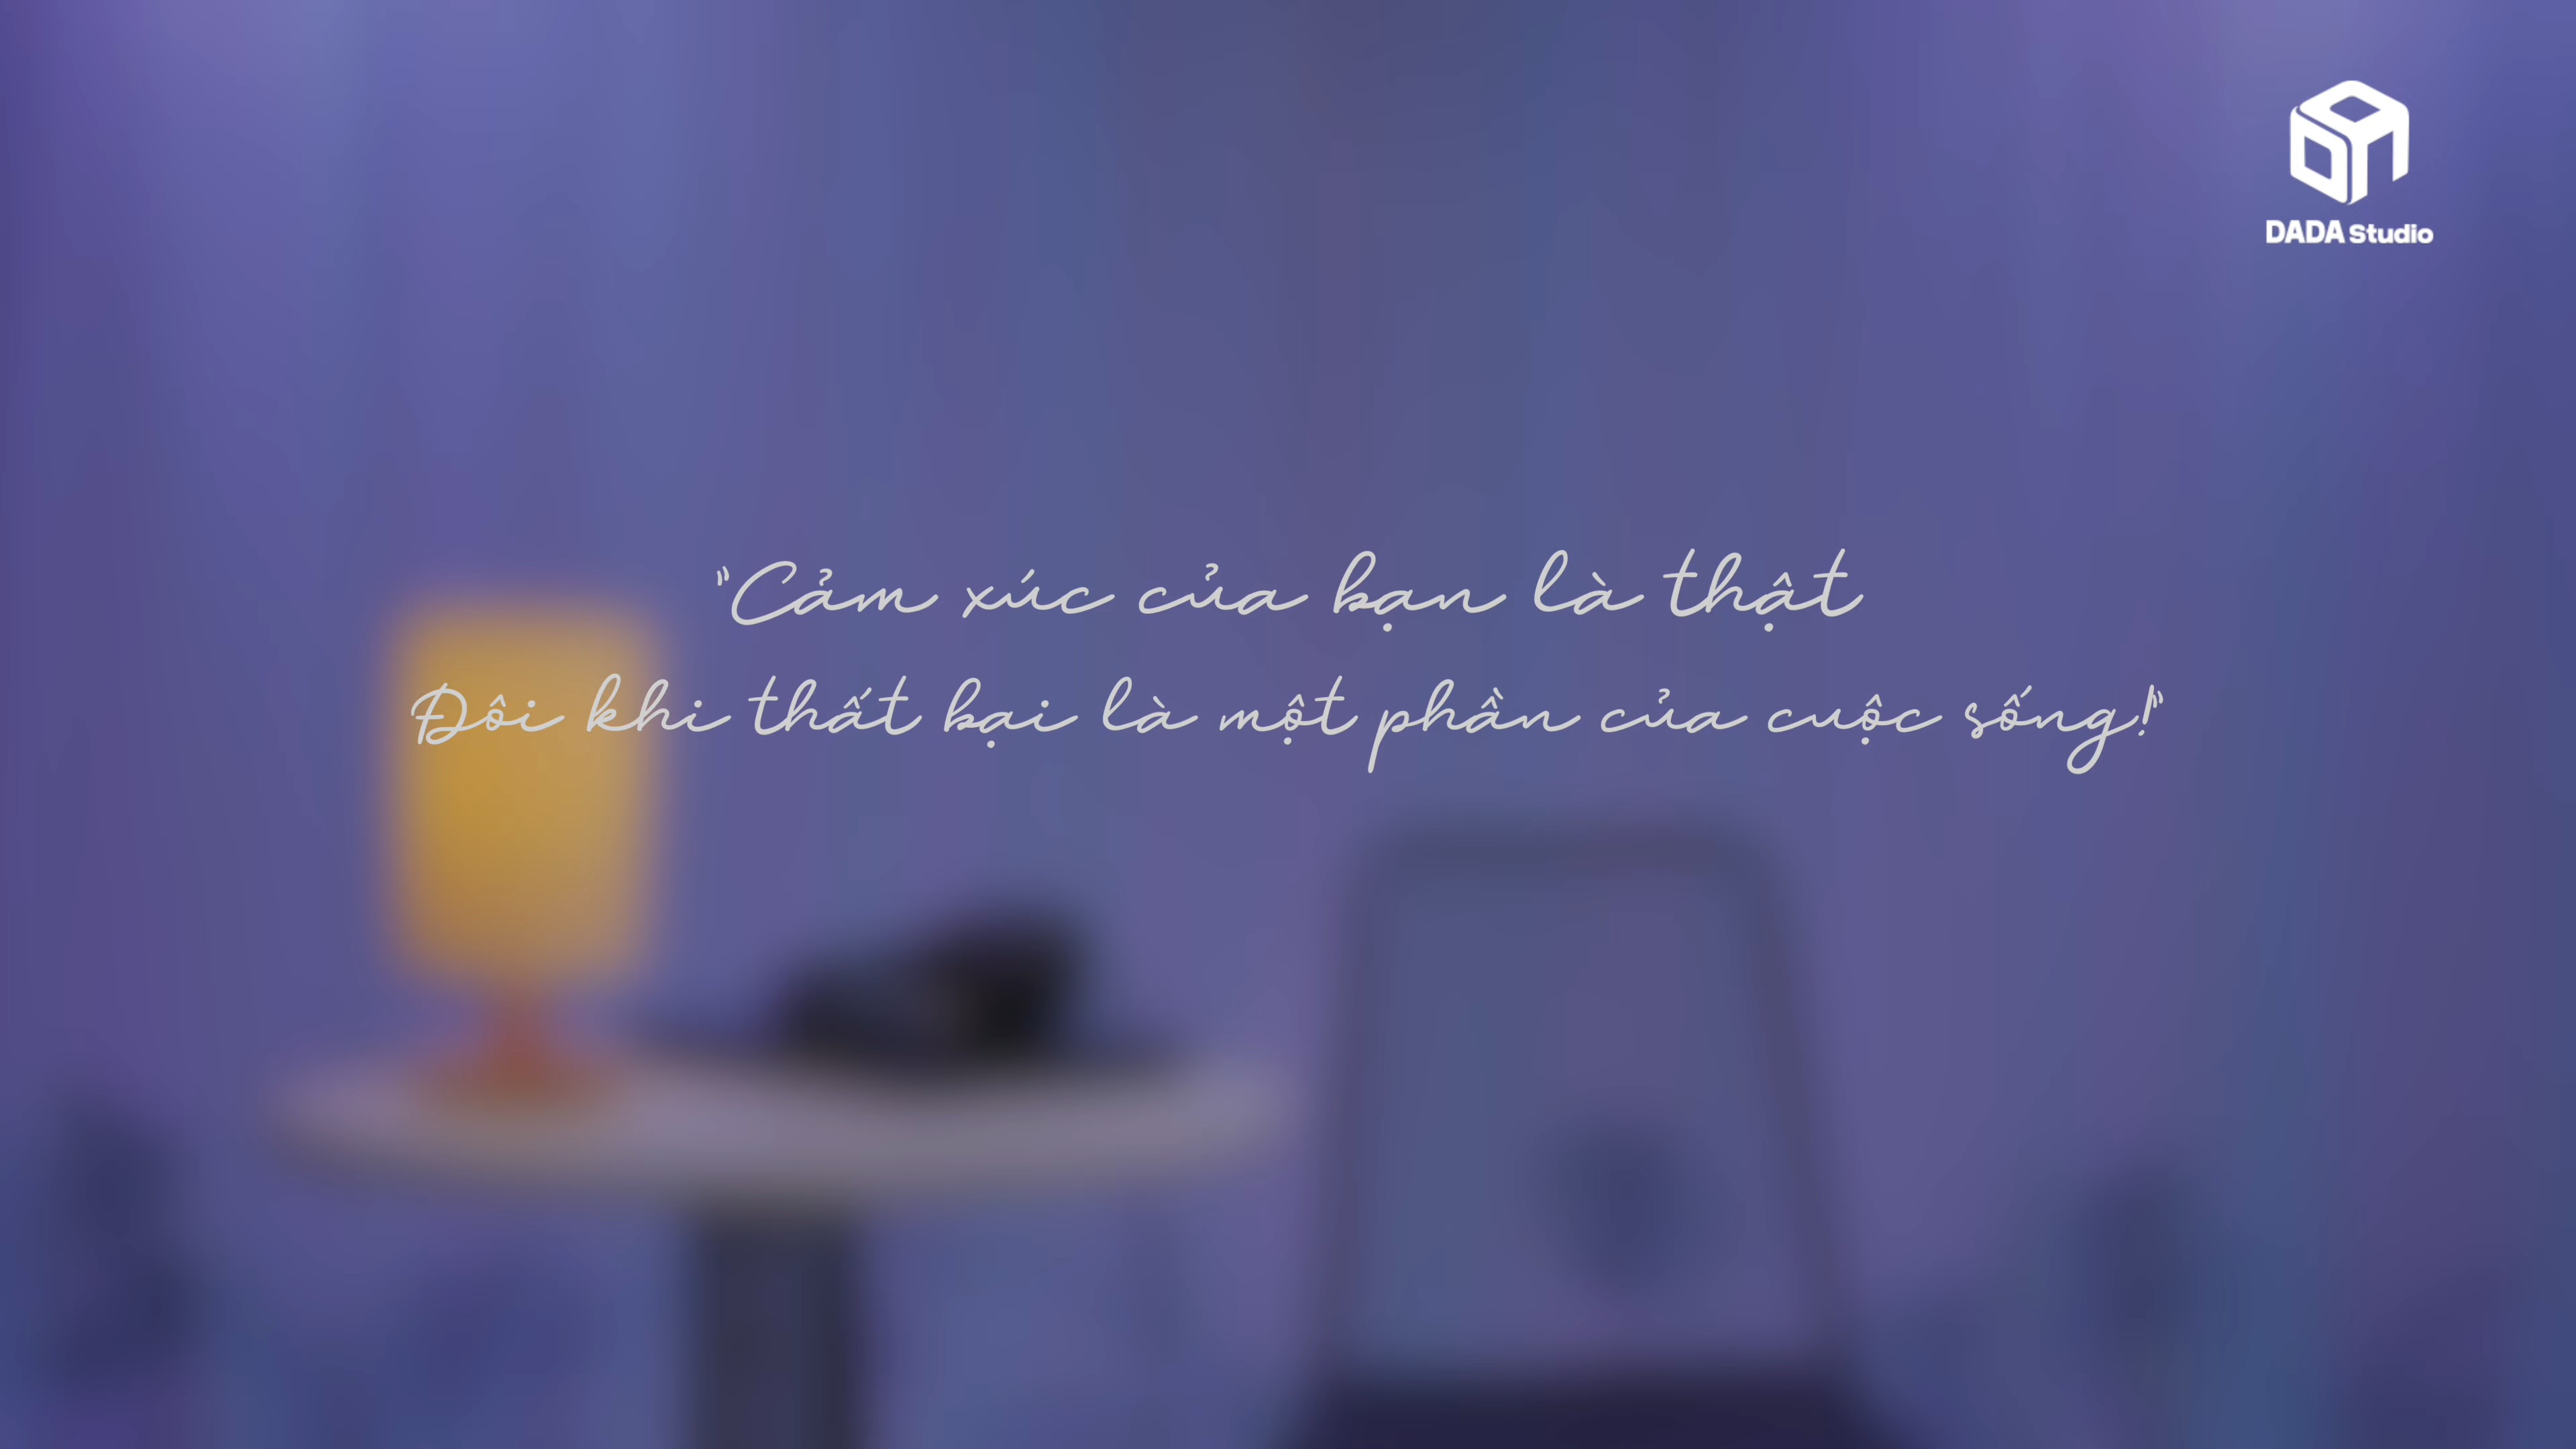 DADA Studio
"Cảm xúc của bạn là thật
Đôi khi thất bại là một phần của cuộc sống!"